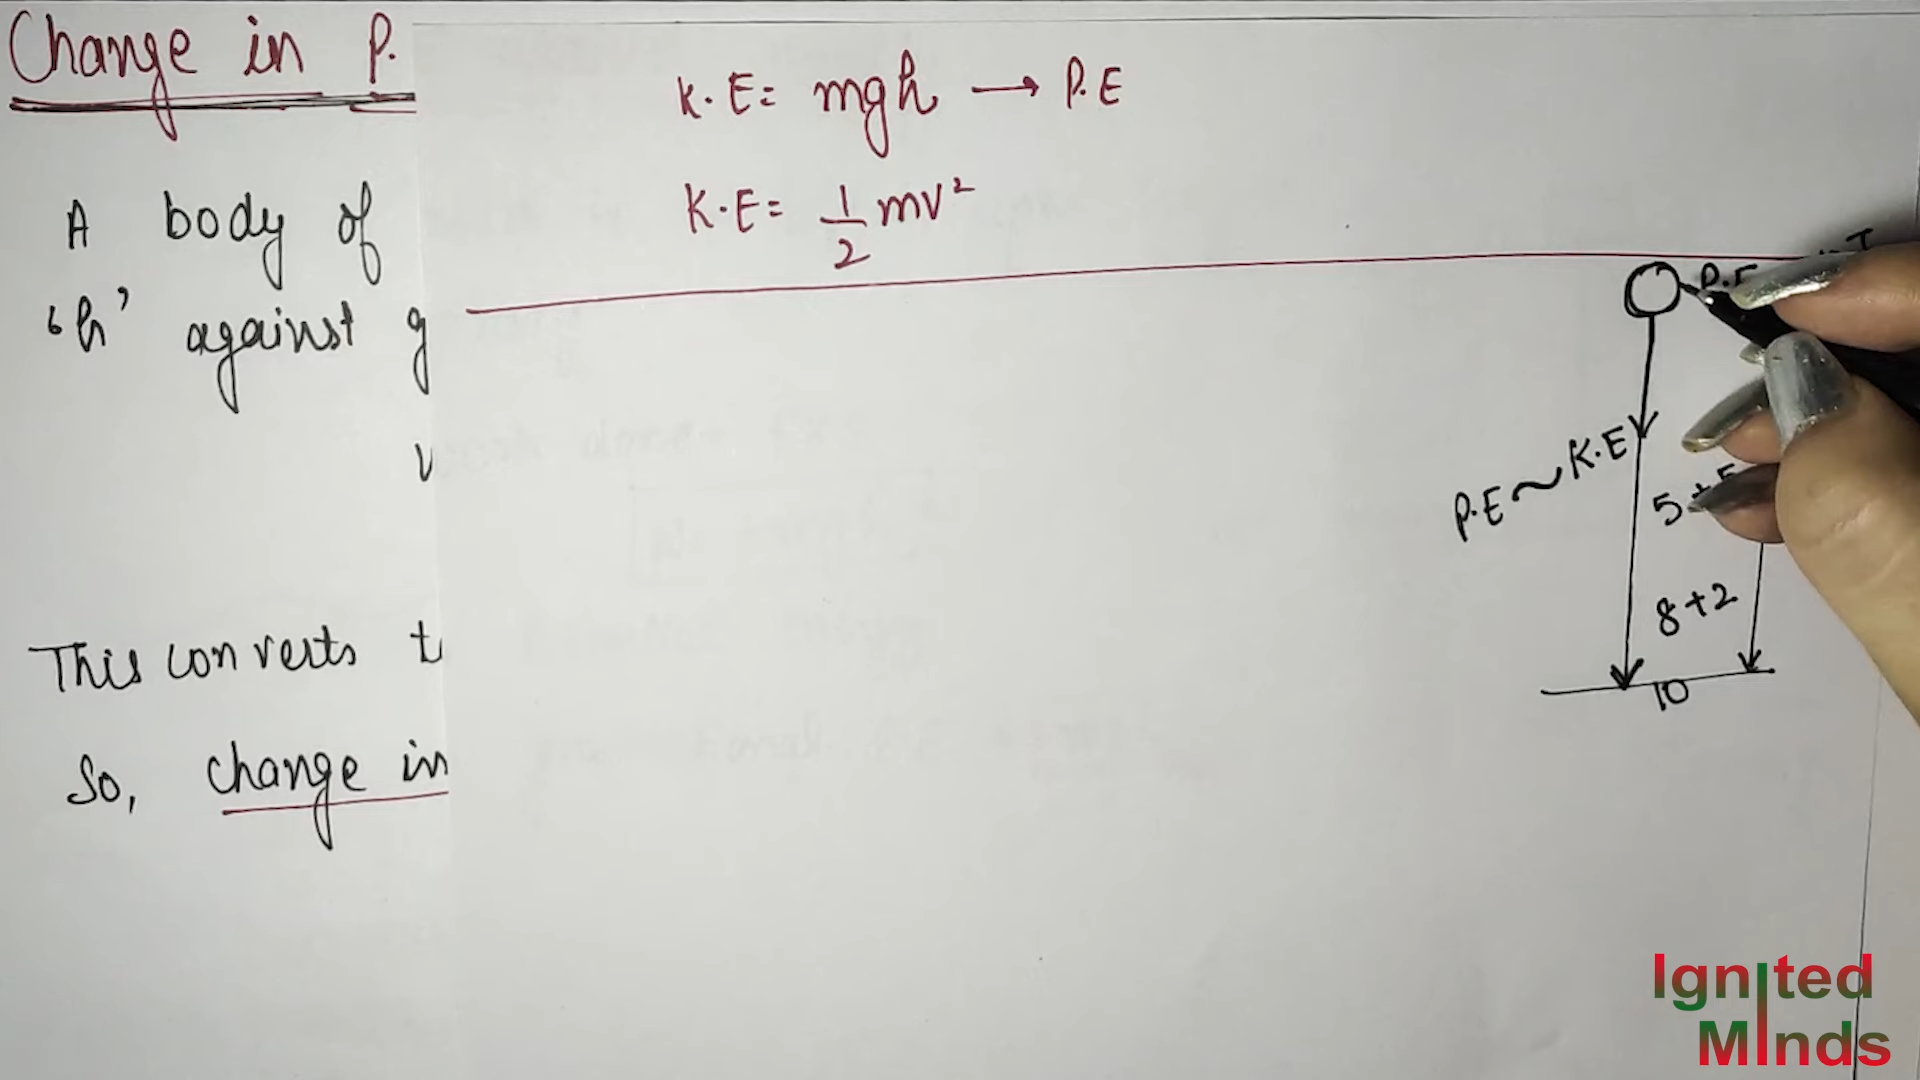 Change in P.
A body of
'h' against g
This converts t
So, change in
K.E = mgh → P.E
K.E = 1/2 mv²
P.E
P.E ~ K.E
5 +
8+2
10
Ignited
Minds